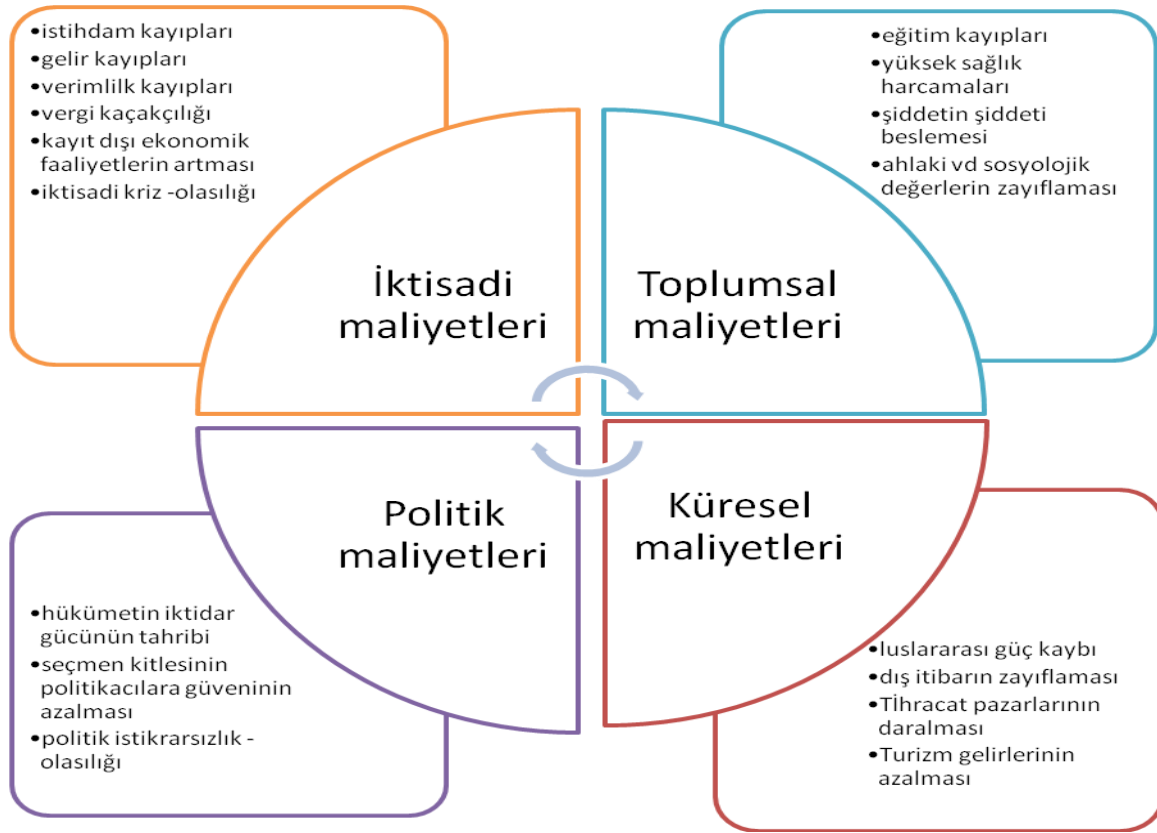 •istihdam kayıpları
•gelir kayıpları
•verimlilk kayıpları
•vergi kaçakçılığı
•kayıt dışı ekonomik
faaliyetlerin artması
•iktisadi kriz -olasılığı
•eğitim kayıpları
•yüksek sağlık
harcamaları
•şiddetin şiddeti
beslemesi
•ahlaki vd sosyolojik
değerlerin zayıflaması
İktisadi
maliyetleri
Toplumsal
maliyetleri
Politik
maliyetleri
Küresel
maliyetleri
•hükümetin iktidar
gücünün tahribi
•seçmen kitlesinin
politikacılara güveninin
azalması
•politik istikrarsızlık -
olasılığı
•luslararası güç kaybı
•dış itibarın zayıflaması
•Tİhracat pazarlarının
daralması
•Turizm gelirlerinin
azalması